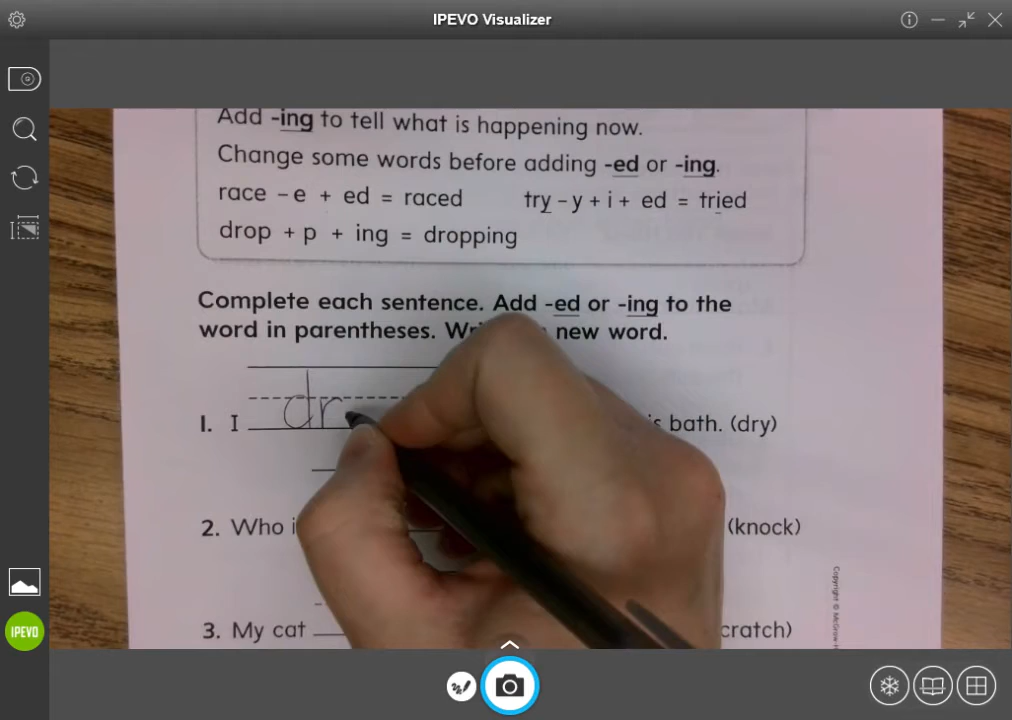 IPEVO Visualizer
Add -ing to tell what is happening now.
Change some words before adding -ed or -ing.
race - e + ed = raced
try - y + i + ed = tried
drop + p + ing = dropping
Complete each sentence. Add -ed or -ing to the
word in parentheses. new word.
1. I dr bath. (dry)
2. Who (knock)
3. My cat
IPEVO